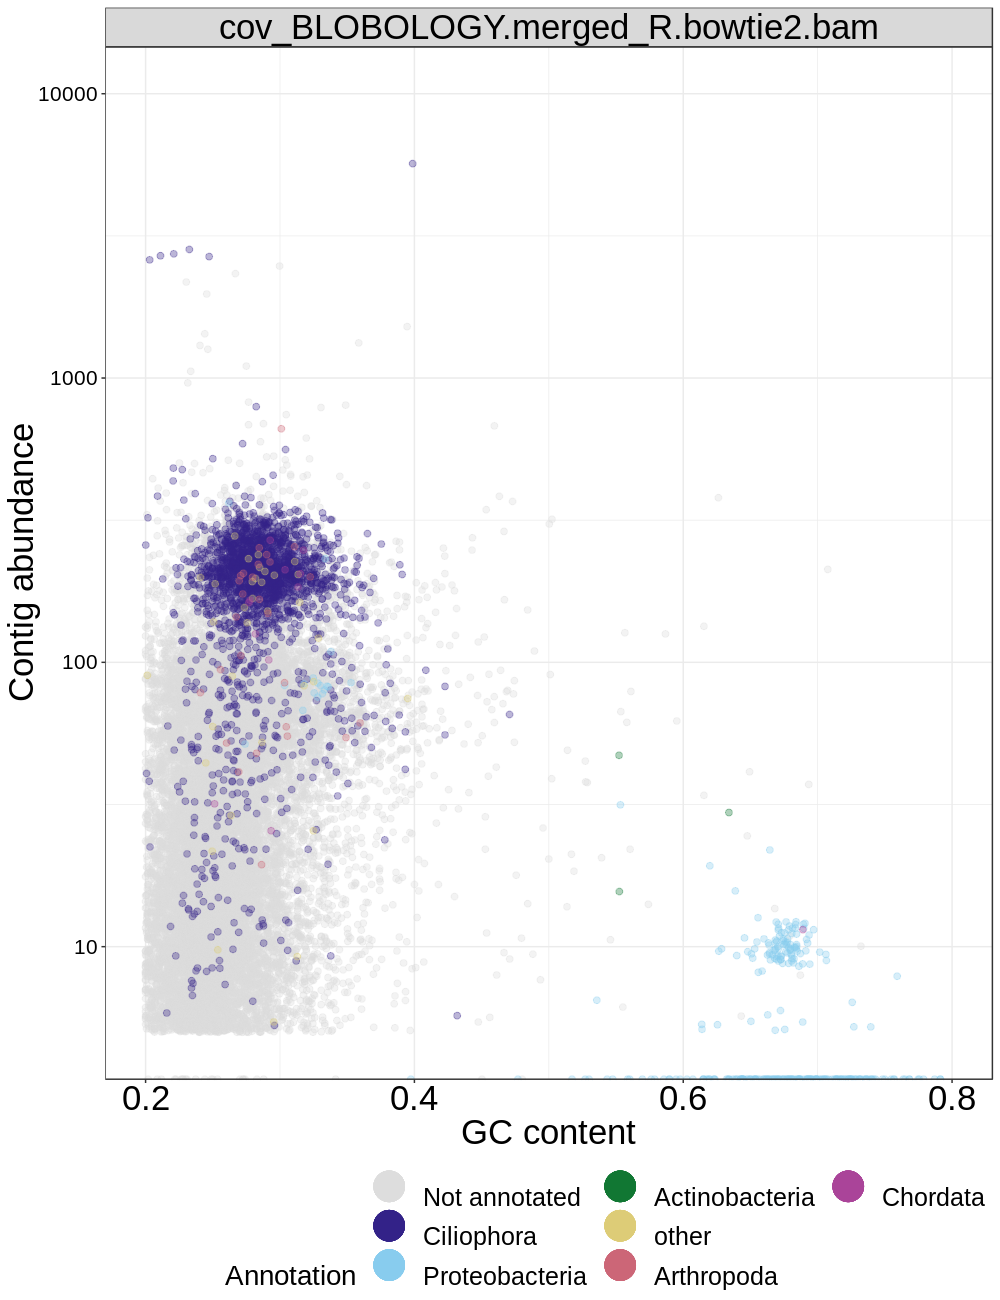 cov_BLOBOLOGY.merged_R.bowtie2.bam
10000
1000
100
10
Contig abundance
0.2 0.4 0.6 0.8
GC content
Annotation
Not annotated
Ciliophora
Proteobacteria
Actinobacteria
other
Arthropoda
Chordata